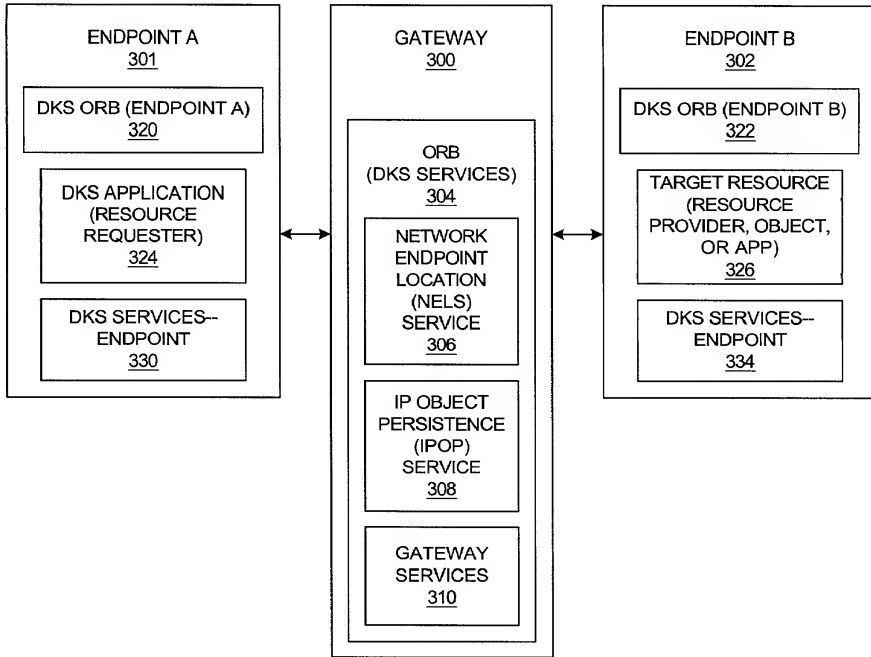 ENDPOINT A
301
DKS ORB (ENDPOINT A)
320
DKS APPLICATION
(RESOURCE
REQUESTER)
324
DKS SERVICES--
ENDPOINT
330
GATEWAY
300
ORB
(DKS SERVICES)
304
NETWORK
ENDPOINT
LOCATION
(NELS)
SERVICE
306
IP OBJECT
PERSISTENCE
(IPOP)
SERVICE
308
GATEWAY
SERVICES
310
ENDPOINT B
302
DKS ORB (ENDPOINT B)
322
TARGET RESOURCE
(RESOURCE
PROVIDER, OBJECT,
OR APP)
326
DKS SERVICES--
ENDPOINT
334